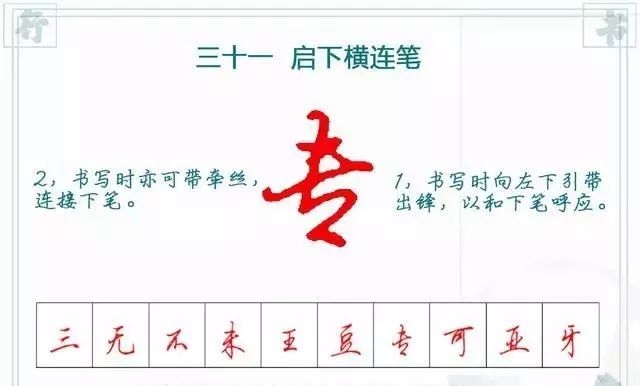 行 书
三十一 启下横连笔
专
2，书写时亦可带牵丝，
连接下笔。
1，书写时向左下引带
出锋，以和下笔呼应。
三 无 不 来 王 豆 专 可 亚 牙